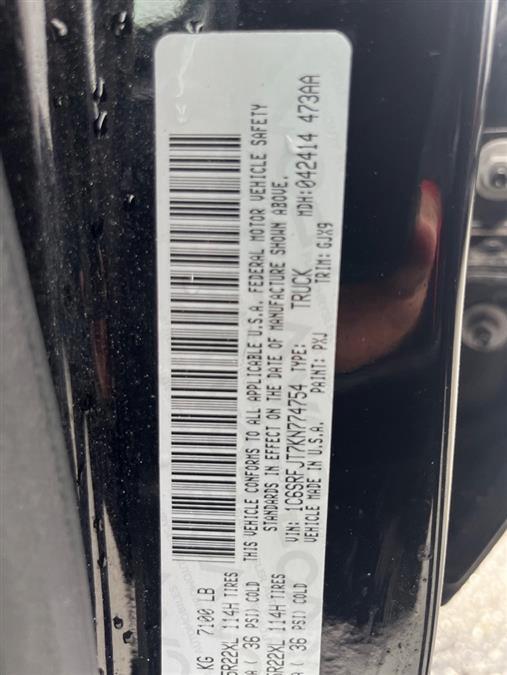 KG 7100 LB
5R22XL 114H TIRES
( 36 PSI) COLD
THIS VEHICLE CONFORMS TO ALL APPLICABLE U.S.A. FEDERAL MOTOR VEHICLE SAFETY
STANDARDS IN EFFECT ON THE DATE OF MANUFACTURE SHOWN ABOVE.
5R22XL 114H TIRES
( 36 PSI) COLD
VIN: 1C6SRFJT7KN774754 TYPE: TRUCK MDH:042414 473AA
VEHICLE MADE IN U.S.A. PAINT: PXJ TRIM: GJX9